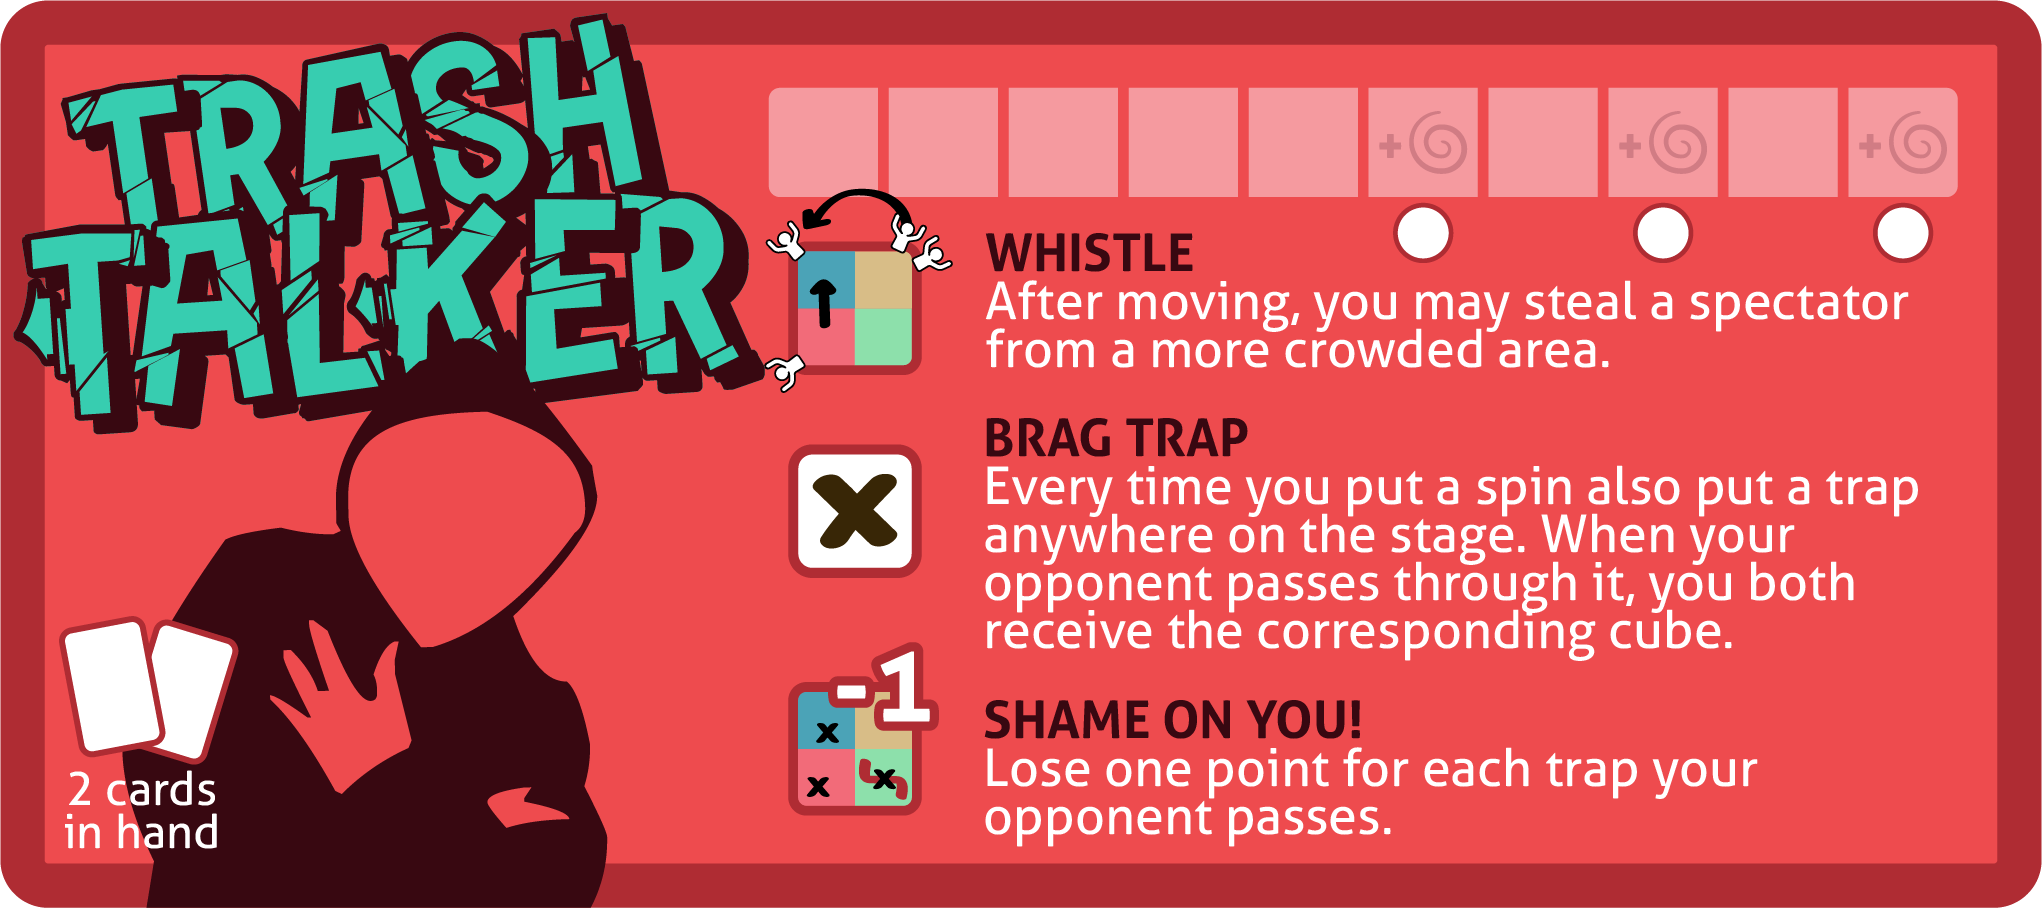 TRASH
TALKER
+ + +
WHISTLE
After moving, you may steal a spectator
from a more crowded area.
BRAG TRAP
Every time you put a spin also put a trap
anywhere on the stage. When your
opponent passes through it, you both
receive the corresponding cube.
-1
SHAME ON YOU!
Lose one point for each trap your
opponent passes.
2 cards
in hand